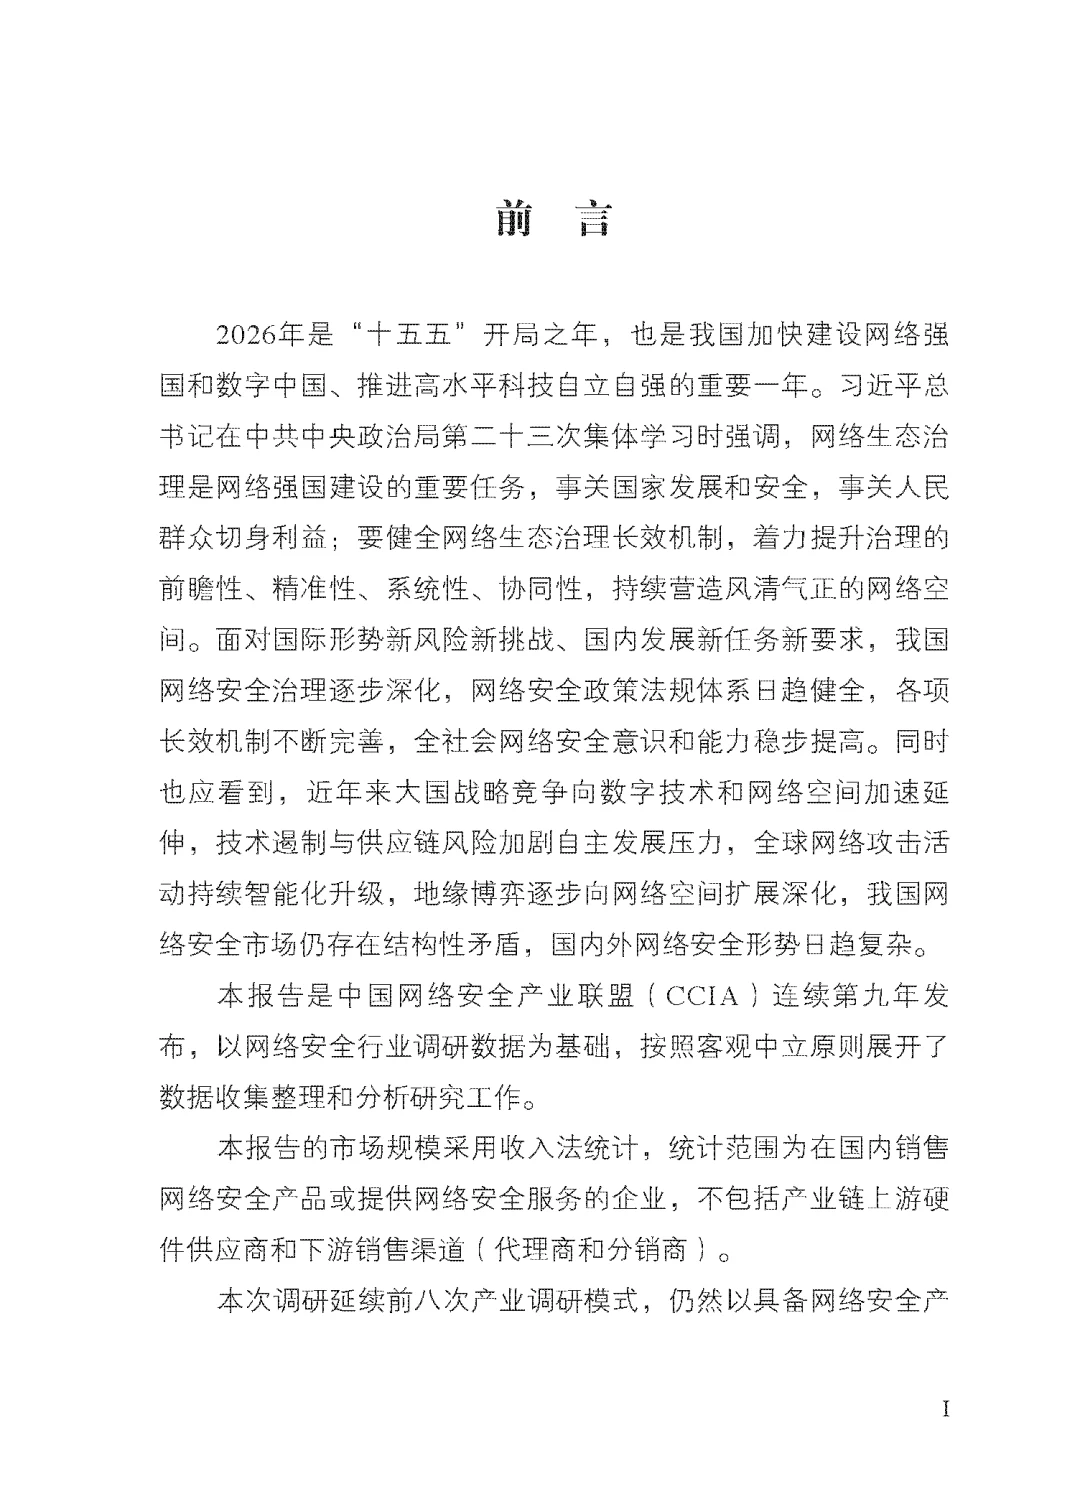 前 言
2026年是“十五五”开局之年，也是我国加快建设网络强
国和数字中国、推进高水平科技自立自强的重要一年。习近平总
书记在中共中央政治局第二十三次集体学习时强调，网络生态治
理是网络强国建设的重要任务，事关国家发展和安全，事关人民
群众切身利益；要健全网络生态治理长效机制，着力提升治理的
前瞻性、精准性、系统性、协同性，持续营造风清气正的网络空
间。面对国际形势新风险新挑战、国内发展新任务新要求，我国
网络安全治理逐步深化，网络安全政策法规体系日趋健全，各项
长效机制不断完善，全社会网络安全意识和能力稳步提高。同时
也应看到，近年来大国战略竞争向数字技术和网络空间加速延
伸，技术遏制与供应链风险加剧自主发展压力，全球网络攻击活
动持续智能化升级，地缘博弈逐步向网络空间扩展深化，我国网
络安全市场仍存在结构性矛盾，国内外网络安全形势日趋复杂。
本报告是中国网络安全产业联盟（CCIA）连续第九年发
布，以网络安全行业调研数据为基础，按照客观中立原则展开了
数据收集整理和分析研究工作。
本报告的市场规模采用收入法统计，统计范围为在国内销售
网络安全产品或提供网络安全服务的企业，不包括产业链上游硬
件供应商和下游销售渠道（代理商和分销商）。
本次调研延续前八次产业调研模式，仍然以具备网络安全产
I